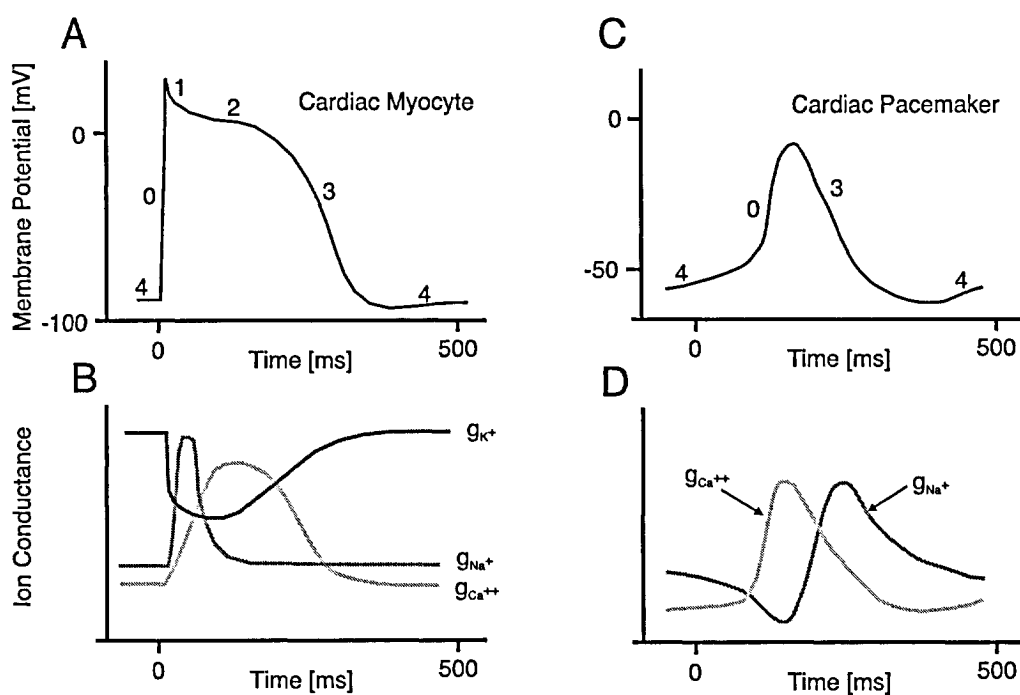 A
Membrane Potential [mV]
0
-100
1
2
Cardiac Myocyte
0
3
4
4
0
500
Time [ms]
C
0
-50
Cardiac Pacemaker
0
3
4
4
0
500
Time [ms]
B
Ion Conductance
gK+
gNa+
gCa++
0
500
Time [ms]
D
gCa++
gNa+
0
500
Time [ms]